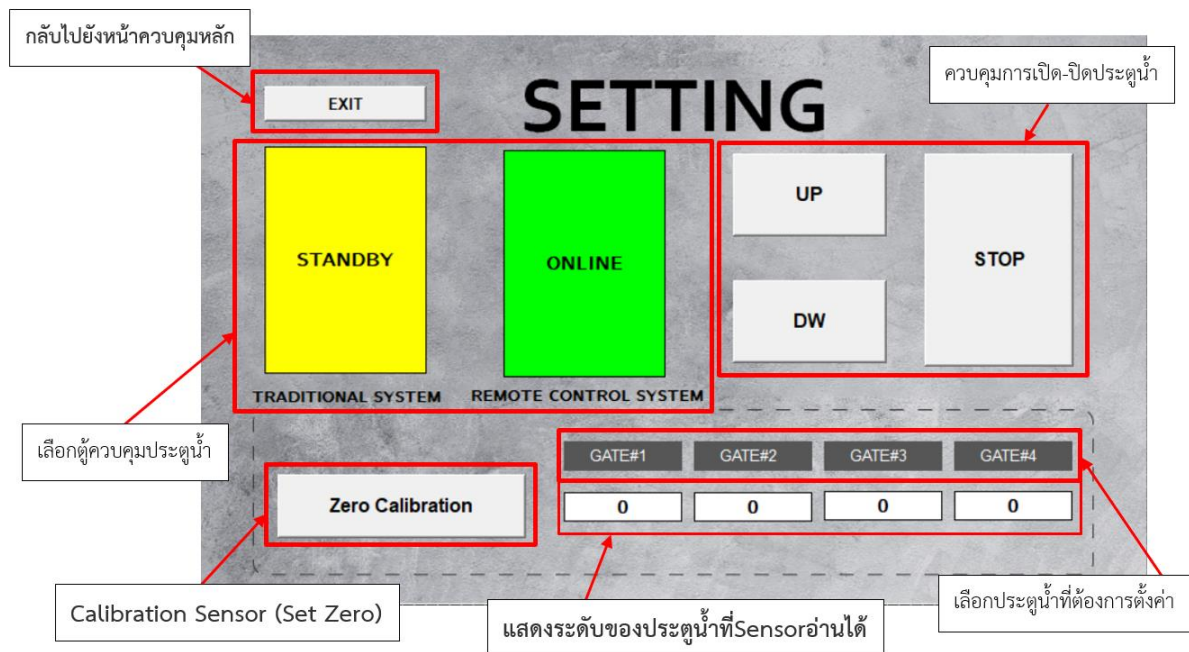 กลับไปยังหน้าควบคุมหลัก
ควบคุมการเปิด-ปิดประตูน้ำ
EXIT
SETTING
STANDBY
ONLINE
UP
STOP
DW
TRADITIONAL SYSTEM
REMOTE CONTROL SYSTEM
เลือกตู้ควบคุมประตูน้ำ
GATE#1 GATE#2 GATE#3 GATE#4
Zero Calibration
0 0 0 0
Calibration Sensor (Set Zero)
แสดงระดับของประตูน้ำที่Sensorอ่านได้
เลือกประตูน้ำที่ต้องการตั้งค่า